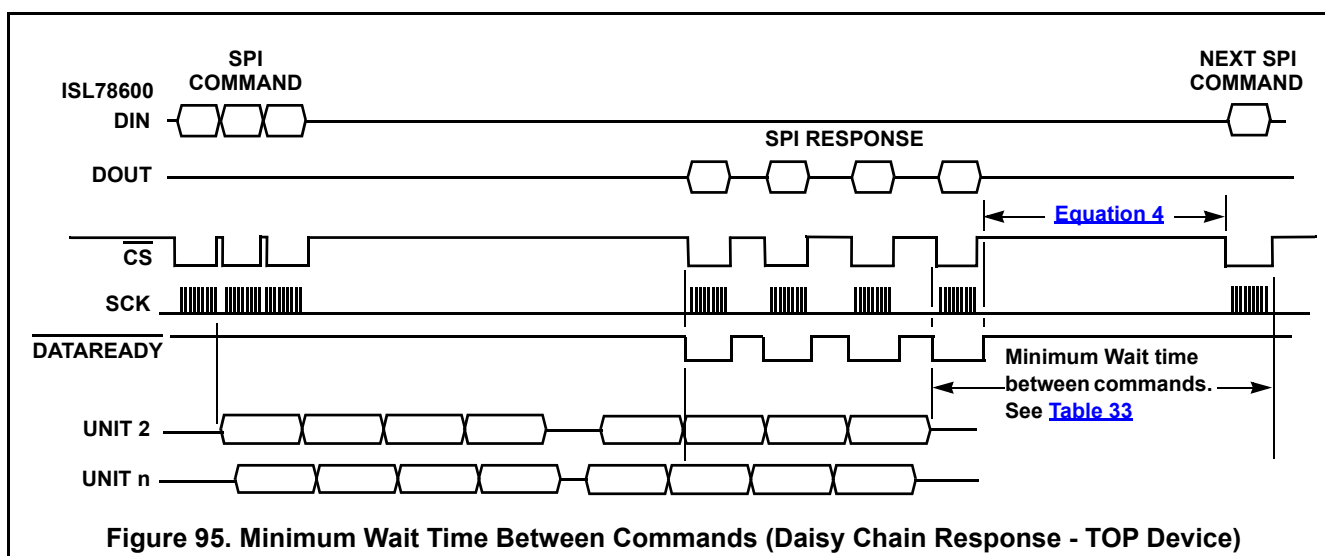 SPI
COMMAND
NEXT SPI
COMMAND
ISL78600
DIN
SPI RESPONSE
DOUT
Equation 4
CS
SCK
DATAREADY
Minimum Wait time
between commands.
See Table 33
UNIT 2
UNIT n
Figure 95. Minimum Wait Time Between Commands (Daisy Chain Response - TOP Device)